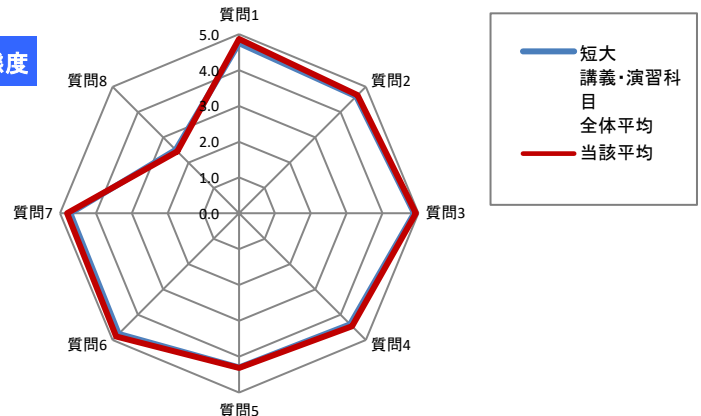 態度
質問1
質問2
質問3
質問4
質問5
質問6
質問7
質問8
5.0
4.0
3.0
2.0
1.0
0.0
短大
講義・演習科
目
全体平均
当該平均